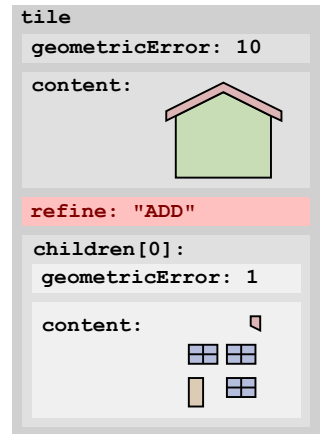 tile
geometricError: 10
content:
refine: "ADD"
children[0]:
geometricError: 1
content: